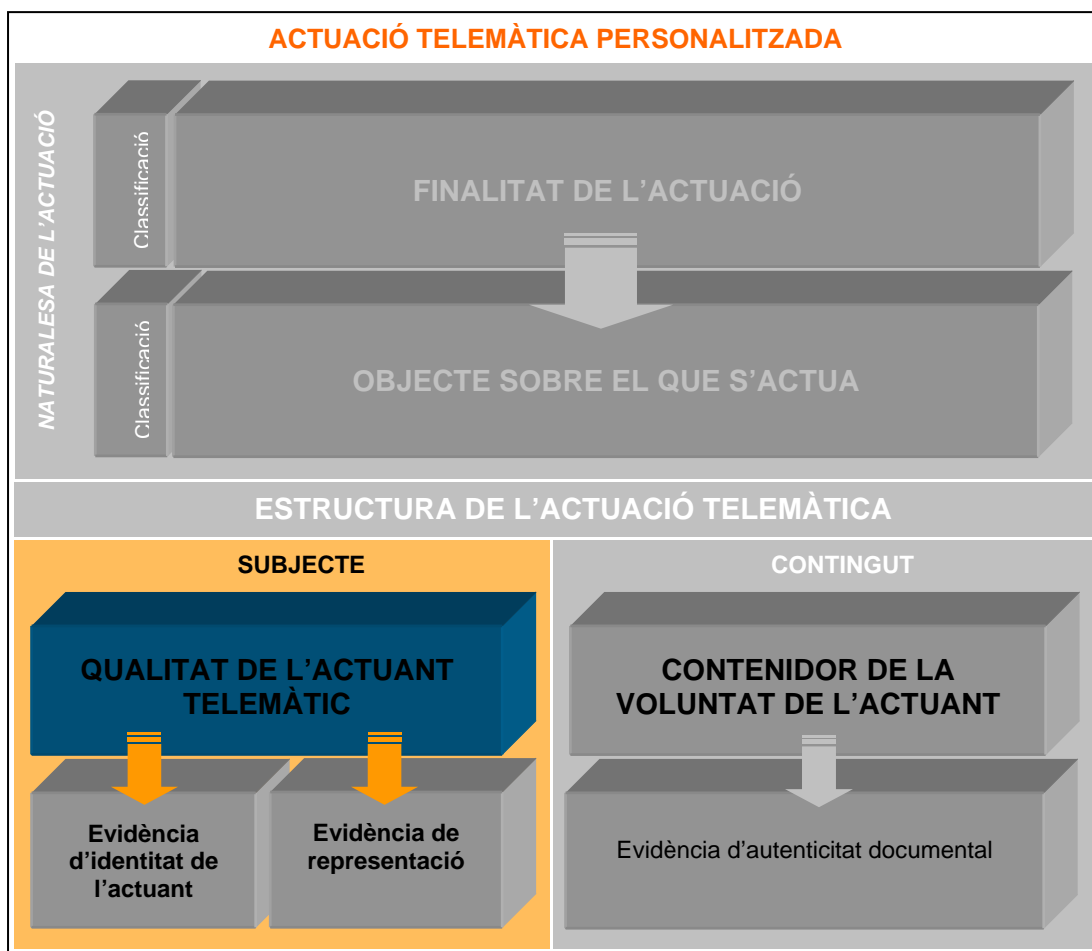 ACTUACIÓ TELEMÀTICA PERSONALITZADA
NATURALESA DE L'ACTUACIÓ
Classificació
FINALITAT DE L'ACTUACIÓ
Classificació
OBJECTE SOBRE EL QUE S'ACTUA
ESTRUCTURA DE L'ACTUACIÓ TELEMÀTICA
SUBJECTE
QUALITAT DE L'ACTUANT
TELEMÀTIC
Evidència
d'identitat de
l'actuant
Evidència de
representació
CONTINGUT
CONTENIDOR DE LA
VOLUNTAT DE L'ACTUANT
Evidència d'autenticitat documental